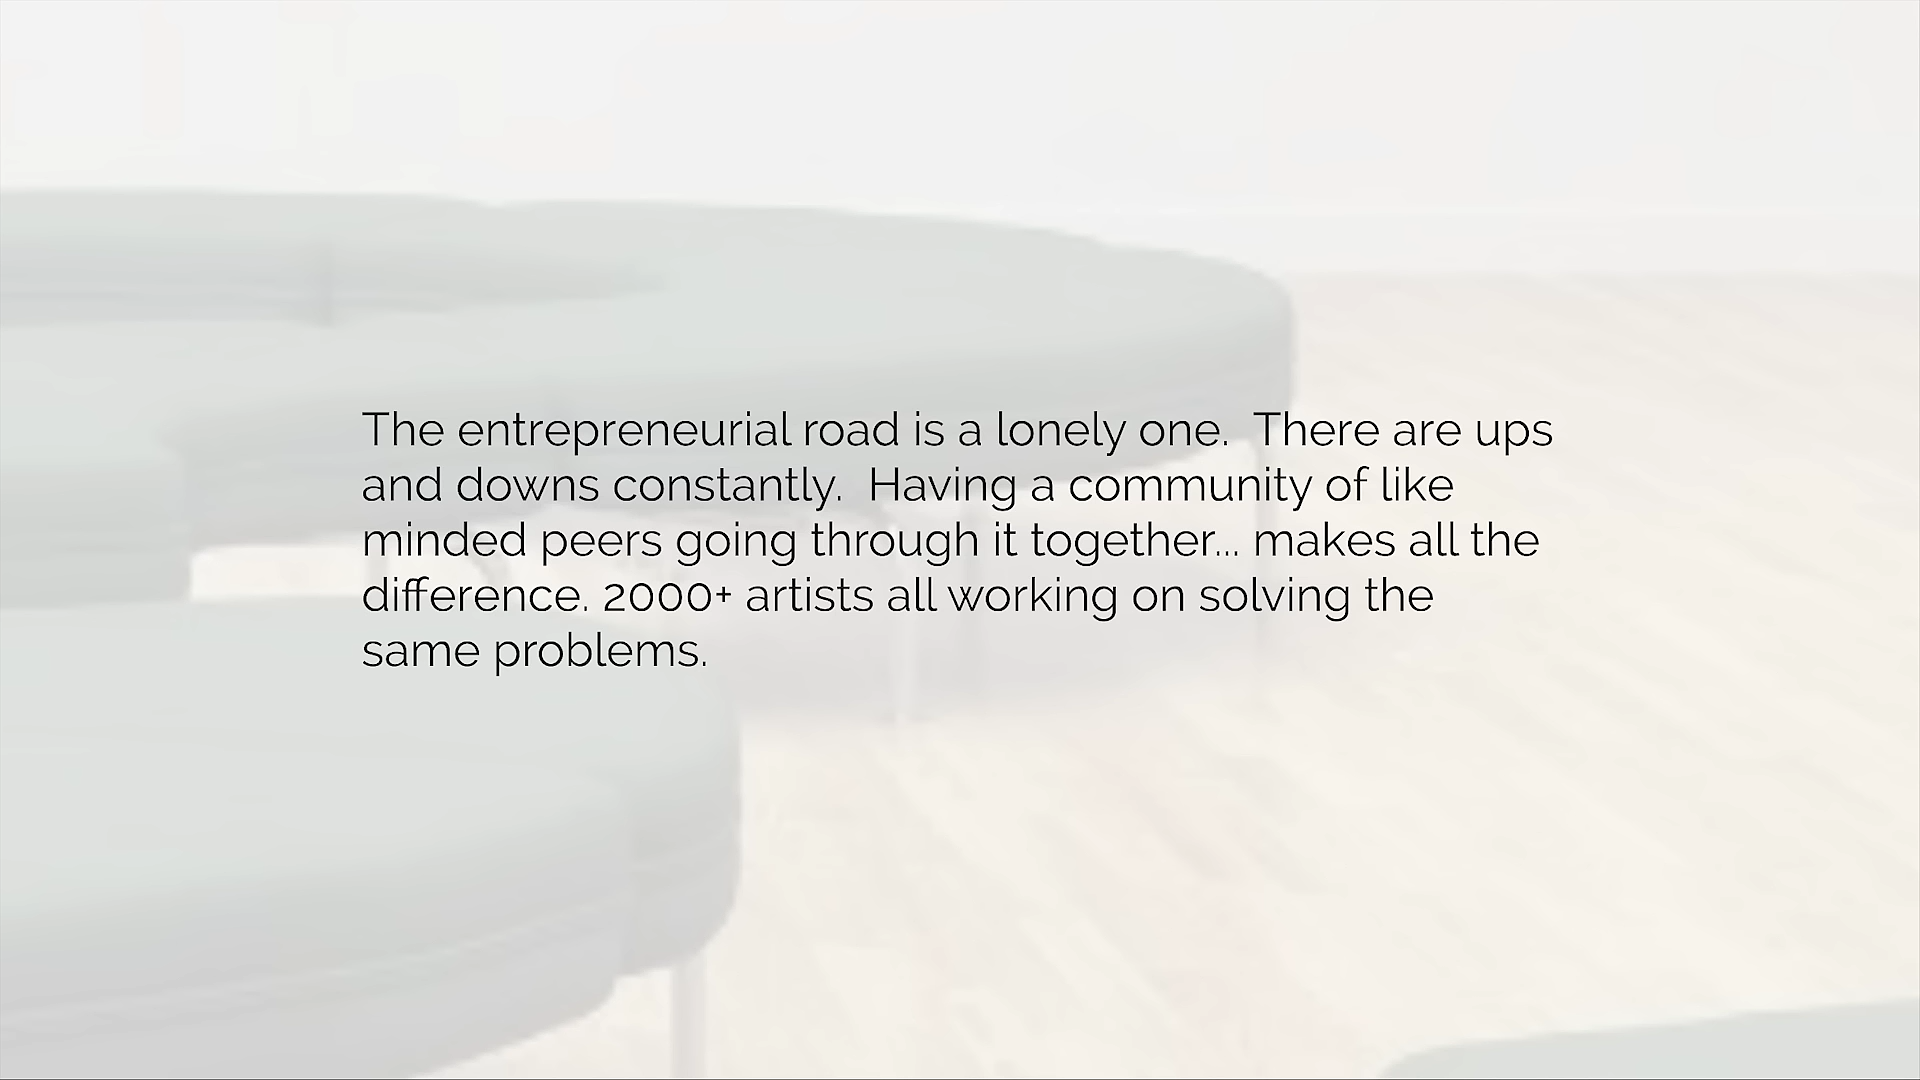 The entrepreneurial road is a lonely one.  There are ups
and downs constantly.  Having a community of like
minded peers going through it together... makes all the
difference. 2000+ artists all working on solving the
same problems.